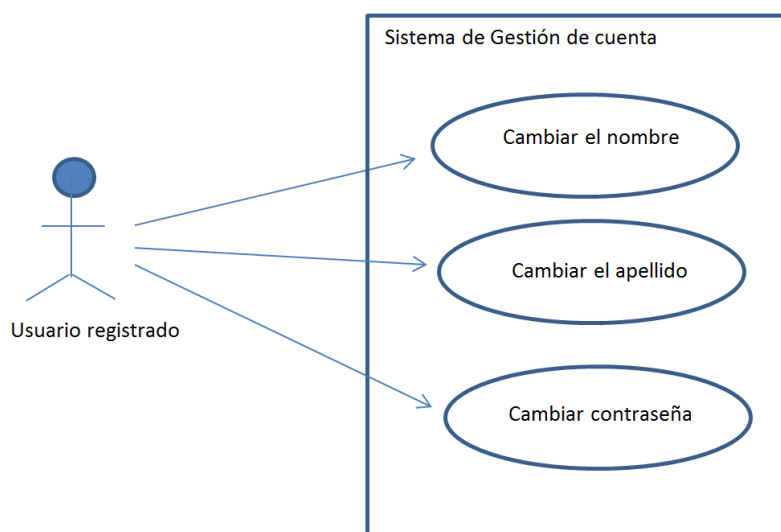 Sistema de Gestión de cuenta
Cambiar el nombre
Cambiar el apellido
Usuario registrado
Cambiar contraseña